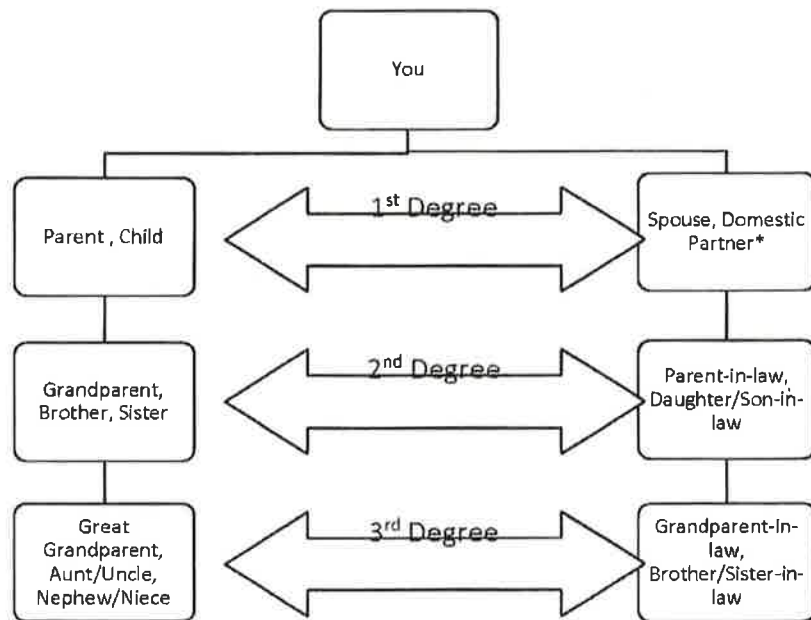 You
Parent , Child
1st Degree
Spouse, Domestic
Partner*
Grandparent,
Brother, Sister
2nd Degree
Parent-in-law,
Daughter/Son-in-
law
Great
Grandparent,
Aunt/Uncle,
Nephew/Niece
3rd Degree
Grandparent-in-
law,
Brother/Sister-in-
law